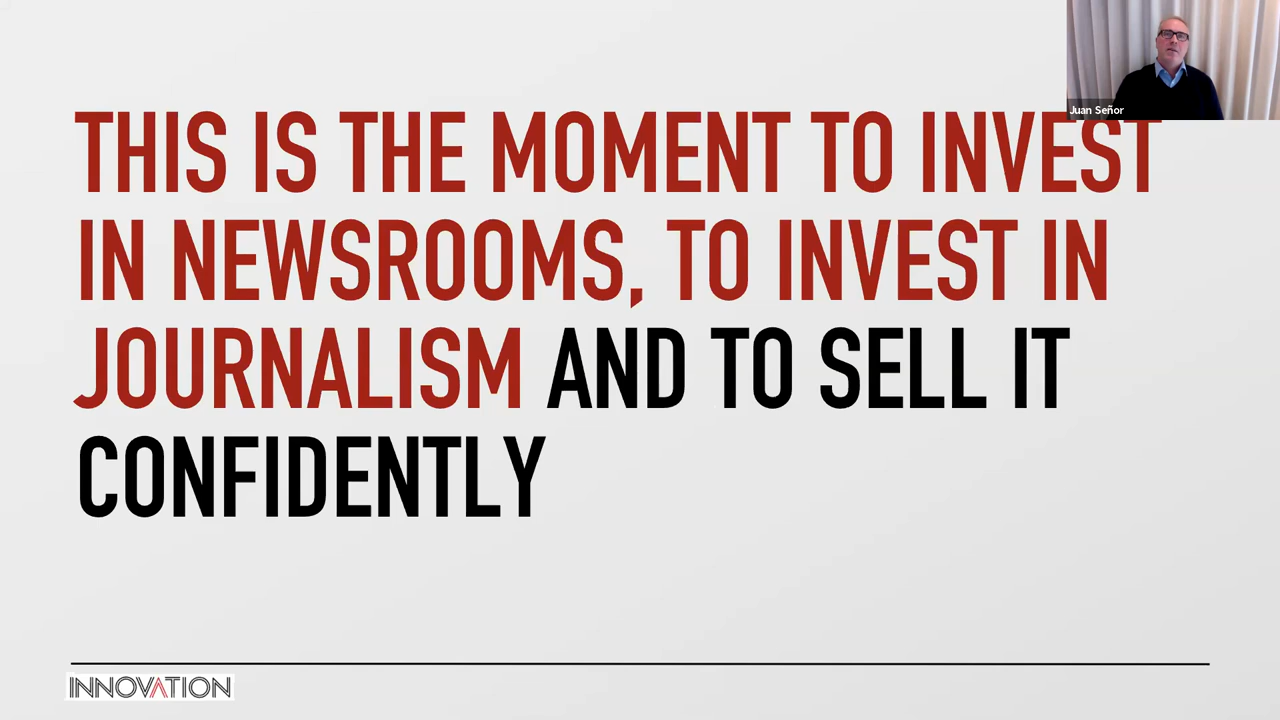 Juan Señor
THIS IS THE MOMENT TO INVEST
IN NEWSROOMS, TO INVEST IN
JOURNALISM AND TO SELL IT
CONFIDENTLY
INNOVATION